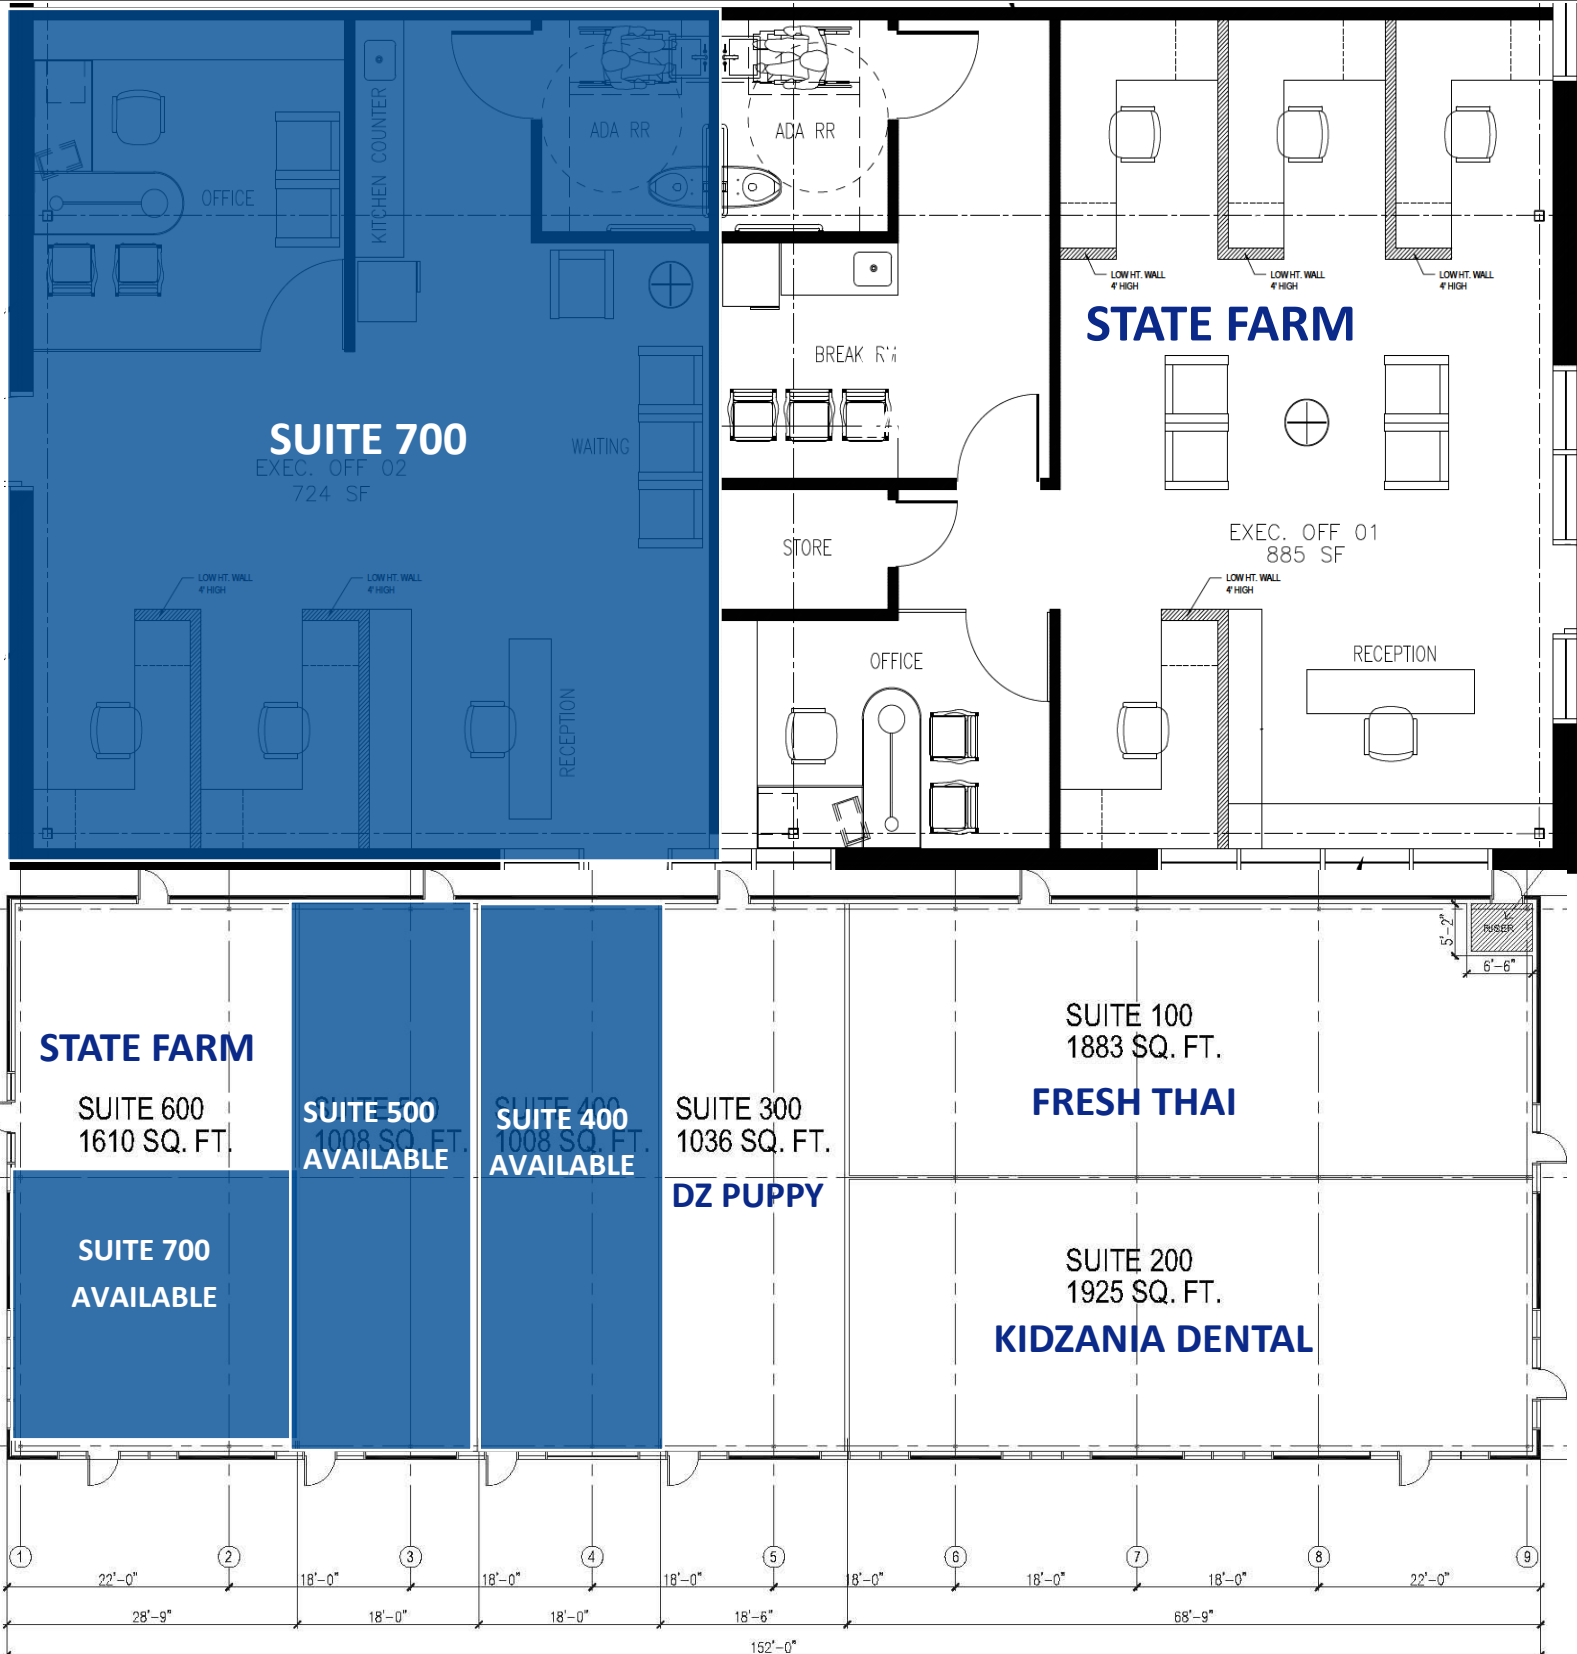 KITCHEN COUNTER
ADA RR
ADA RR
OFFICE
LOW HT. WALL
4' HIGH
LOW HT. WALL
4' HIGH
LOW HT. WALL
4' HIGH
STATE FARM
BREAK RM
SUITE 700
WAITING
EXEC. OFF 02
724 SF
STORE
EXEC. OFF 01
885 SF
LOW HT. WALL
4' HIGH
LOW HT. WALL
4' HIGH
LOW HT. WALL
4' HIGH
OFFICE
RECEPTION
RECEPTION
5'-2"
RISER
6'-6"
STATE FARM
SUITE 600
1610 SQ. FT.
SUITE 500
1008 SQ. FT.
AVAILABLE
SUITE 400
SUITE 400
1008 SQ. FT.
AVAILABLE
SUITE 300
1036 SQ. FT.
DZ PUPPY
SUITE 100
1883 SQ. FT.
FRESH THAI
SUITE 700
AVAILABLE
SUITE 200
1925 SQ. FT.
KIDZANIA DENTAL
1 2 3 4 5 6 7 8 9
22'-0" 18'-0" 18'-0" 18'-0" 18'-0" 18'-0" 18'-0" 22'-0"
28'-9" 18'-0" 18'-0" 18'-6" 68'-9"
152'-0"